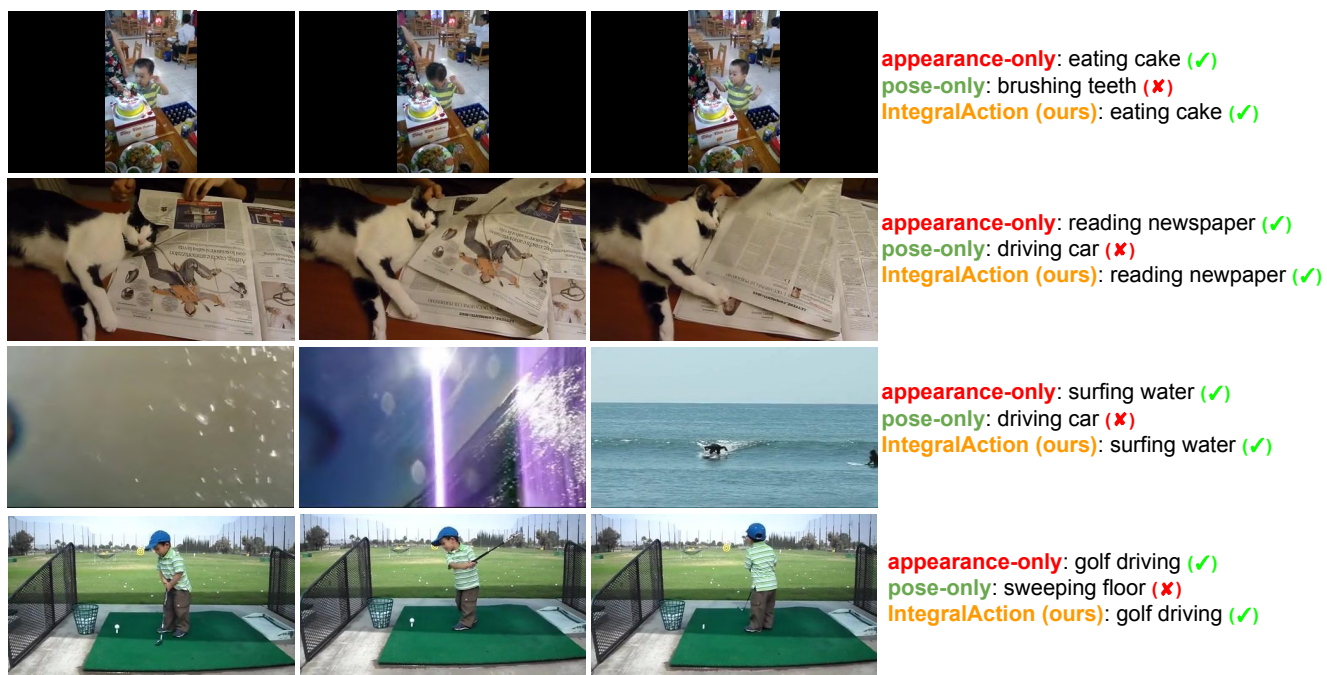 appearance-only: eating cake (✓)
pose-only: brushing teeth (✘)
IntegralAction (ours): eating cake (✓)
appearance-only: reading newspaper (✓)
pose-only: driving car (✘)
IntegralAction (ours): reading newpaper (✓)
appearance-only: surfing water (✓)
pose-only: driving car (✘)
IntegralAction (ours): surfing water (✓)
appearance-only: golf driving (✓)
pose-only: sweeping floor (✘)
IntegralAction (ours): golf driving (✓)